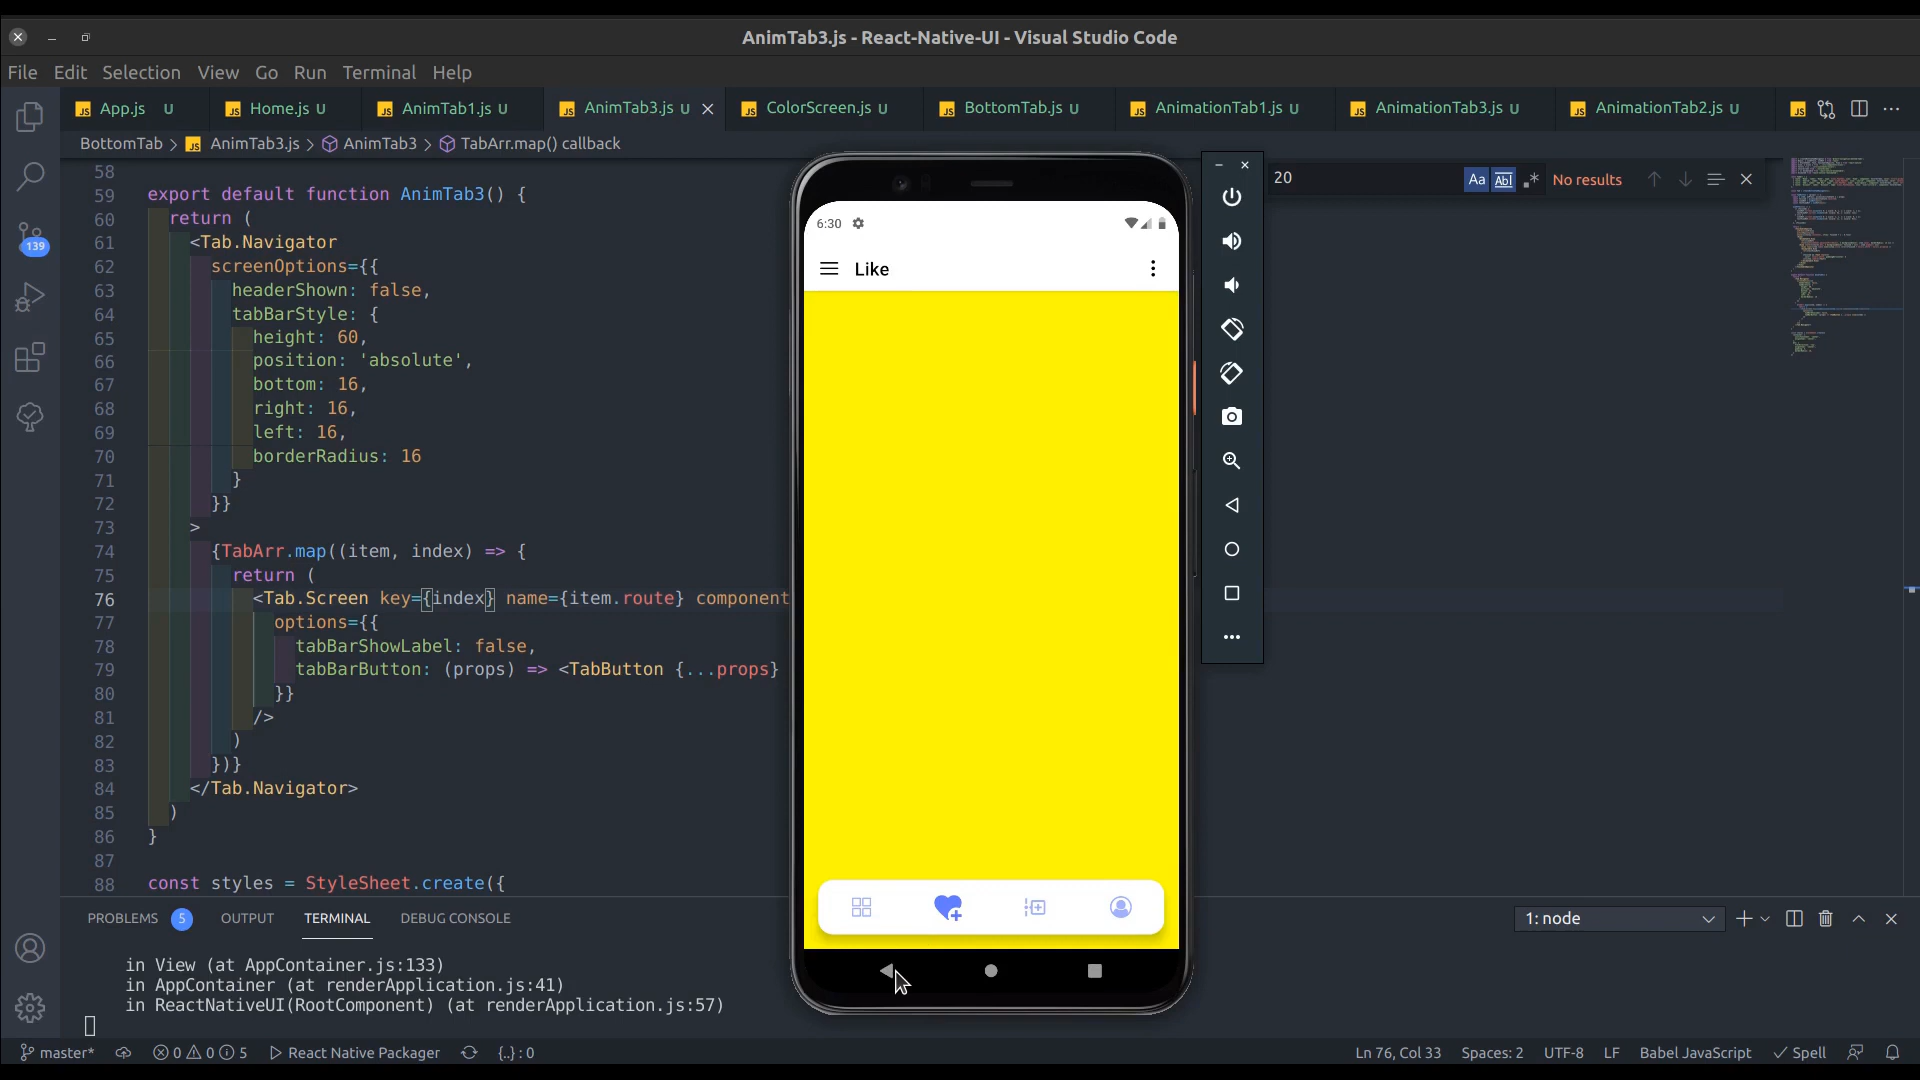 AnimTab3.js - React-Native-UI - Visual Studio Code
File Edit Selection View Go Run Terminal Help
JS App.js U
JS Home.js U
JS AnimTab1.js U
JS AnimTab3.js U
JS ColorScreen.js U
JS BottomTab.js U
JS AnimationTab1.js U
JS AnimationTab3.js U
JS AnimationTab2.js U
JS
BottomTab > JS AnimTab3.js > AnimTab3 > TabArr.map() callback
20 Aa Abl .* No results
58
59 export default function AnimTab3() {
60 return (
61 <Tab.Navigator
62 screenOptions={{
63 headerShown: false,
64 tabBarStyle: {
65 height: 60,
66 position: 'absolute',
67 bottom: 16,
68 right: 16,
69 left: 16,
70 borderRadius: 16
71 }
72 }}
73 >
74 {TabArr.map((item, index) => {
75 return (
76 <Tab.Screen key={index} name={item.route} component
77 options={{
78 tabBarShowLabel: false,
79 tabBarButton: (props) => <TabButton {...props}
80 }}
81 />
82 )
83 })}
84 </Tab.Navigator>
85 )
86 }
87
88 const styles = StyleSheet.create({
139
6:30
Like
PROBLEMS 5 OUTPUT TERMINAL DEBUG CONSOLE
1: node
in View (at AppContainer.js:133)
in AppContainer (at renderApplication.js:41)
in ReactNativeUI(RootComponent) (at renderApplication.js:57)
master* 0 0 5 React Native Packager {..} : 0
Ln 76, Col 33 Spaces: 2 UTF-8 LF Babel JavaScript Spell